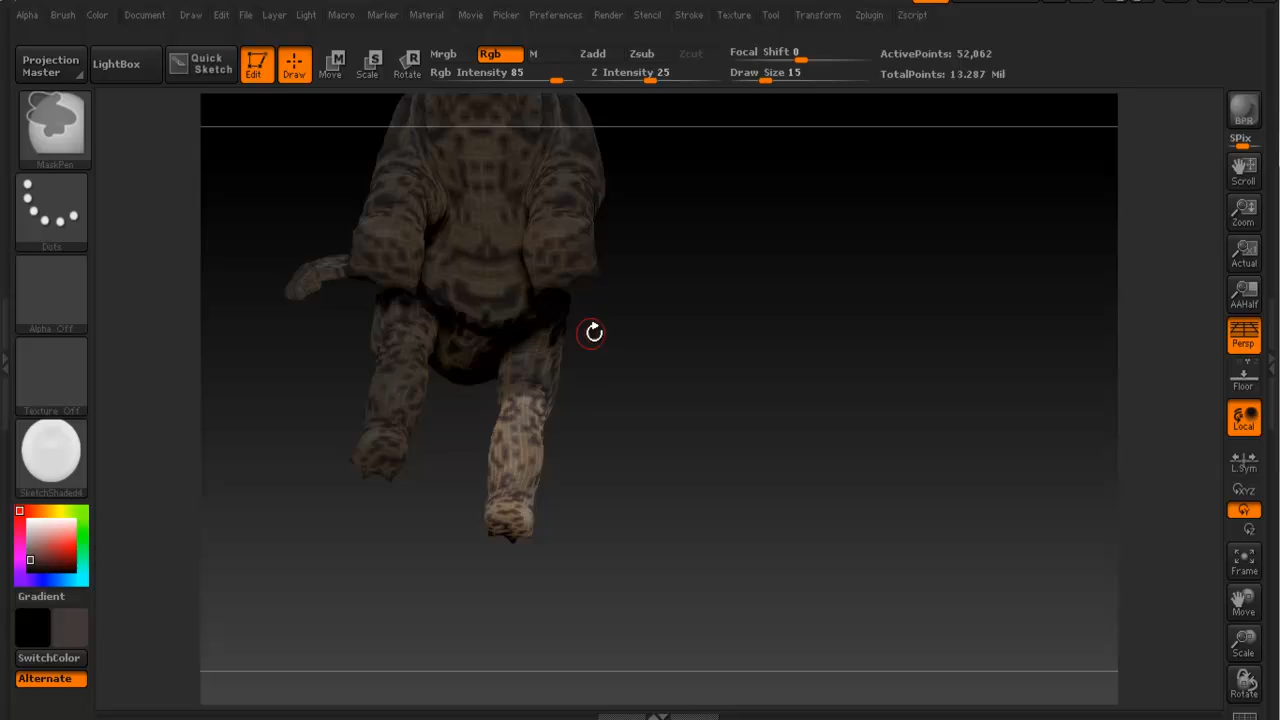 Alpha Brush Color Document Draw Edit File Layer Light Macro Marker Material Movie Picker Preferences Render Stencil Stroke Texture Tool Transform Zplugin Zscript
Projection Master
LightBox
Quick Sketch
Edit
Draw
Move
Scale
Rotate
Mrgb Rgb M Zadd Zsub Zcut
Rgb Intensity 85 Z Intensity 25
Focal Shift 0
Draw Size 15
ActivePoints: 52,062
TotalPoints: 13.287 Mil
MaskPen
Dots
Alpha Off
Texture Off
SketchShaded4
Gradient
SwitchColor
Alternate
BPR
SPix
Scroll
Zoom
Actual
AAHalf
Persp
Floor
Local
L.Sym
XYZ
Y
Z
Frame
Move
Scale
Rotate